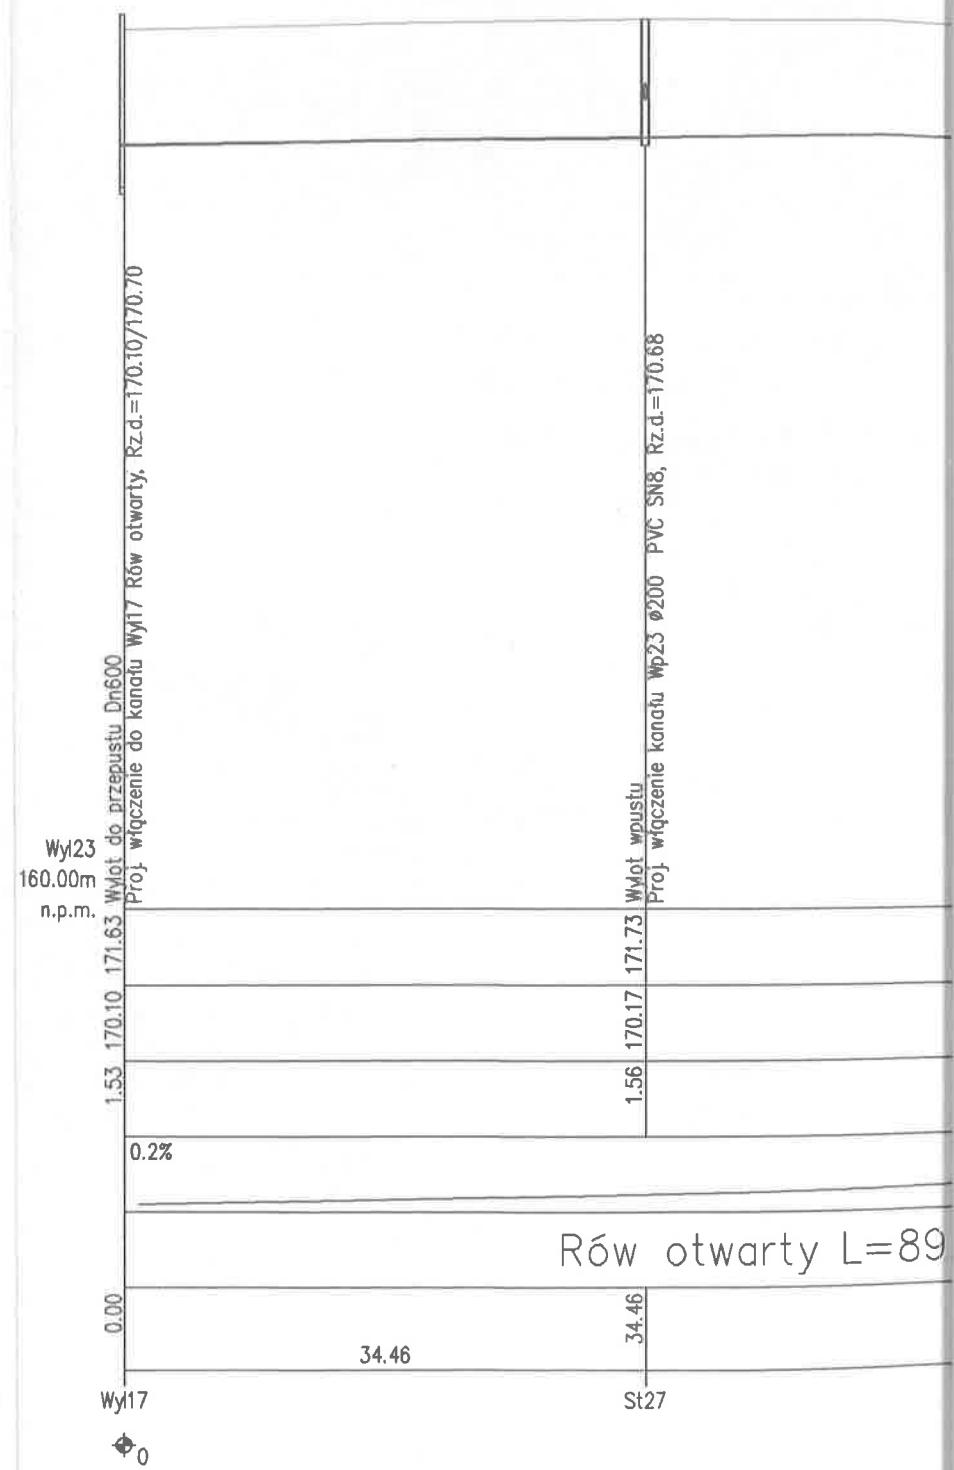 Wylot do przepustu Dn600
Proj. włączenie do kanału Wyl17 Rów otwarty, Rz.d.=170.10/170.70
Wylot wpustu
Proj. włączenie kanału Wp23 ø200 PVC SN8, Rz.d.=170.68
Wyl23
160.00m
n.p.m.
171.63
171.73
170.10
170.17
1.53
1.56
0.2%
Rów otwarty L=89
0.00
34.46
34.46
Wyl17
St27
0